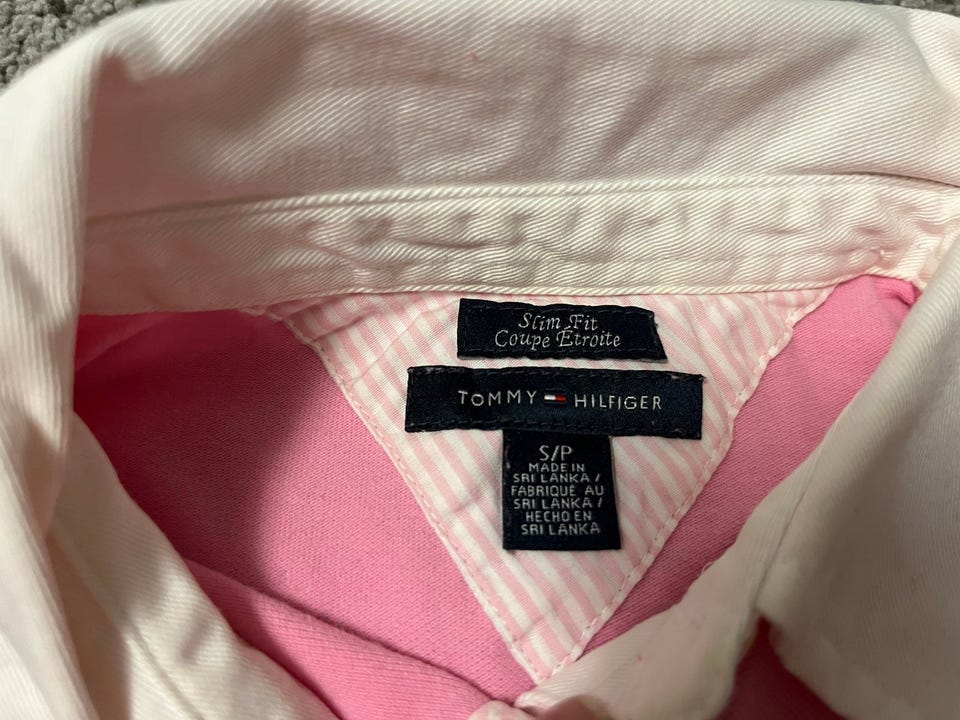 Slim Fit
Coupe Étroite
TOMMY HILFIGER
S/P
MADE IN
SRI LANKA /
FABRIQUÉ AU
SRI LANKA /
HECHO EN
SRI LANKA